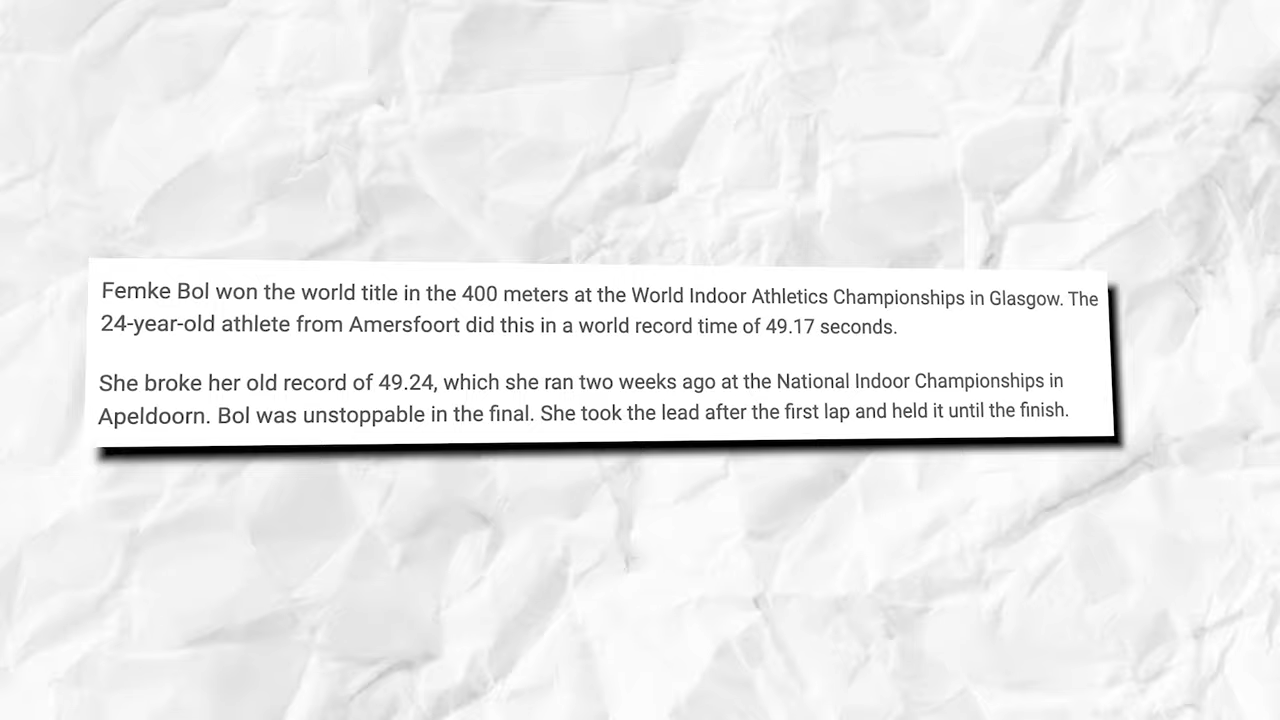 Femke Bol won the world title in the 400 meters at the World Indoor Athletics Championships in Glasgow. The
24-year-old athlete from Amersfoort did this in a world record time of 49.17 seconds.
She broke her old record of 49.24, which she ran two weeks ago at the National Indoor Championships in
Apeldoorn. Bol was unstoppable in the final. She took the lead after the first lap and held it until the finish.